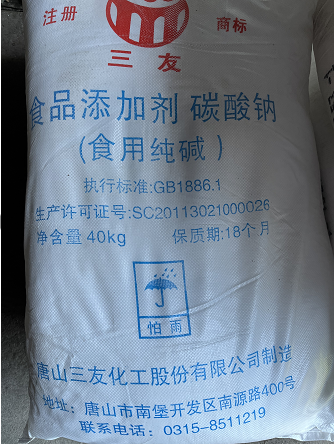 注册 商标
三友
食品添加剂 碳酸钠
(食用纯碱)
执行标准:GB1886.1
生产许可证号:SC20113021000026
净含量 40kg 保质期:18个月
怕雨
唐山三友化工股份有限公司制造
地址: 唐山市南堡开发区南源路400号
联系电话: 0315-8511219